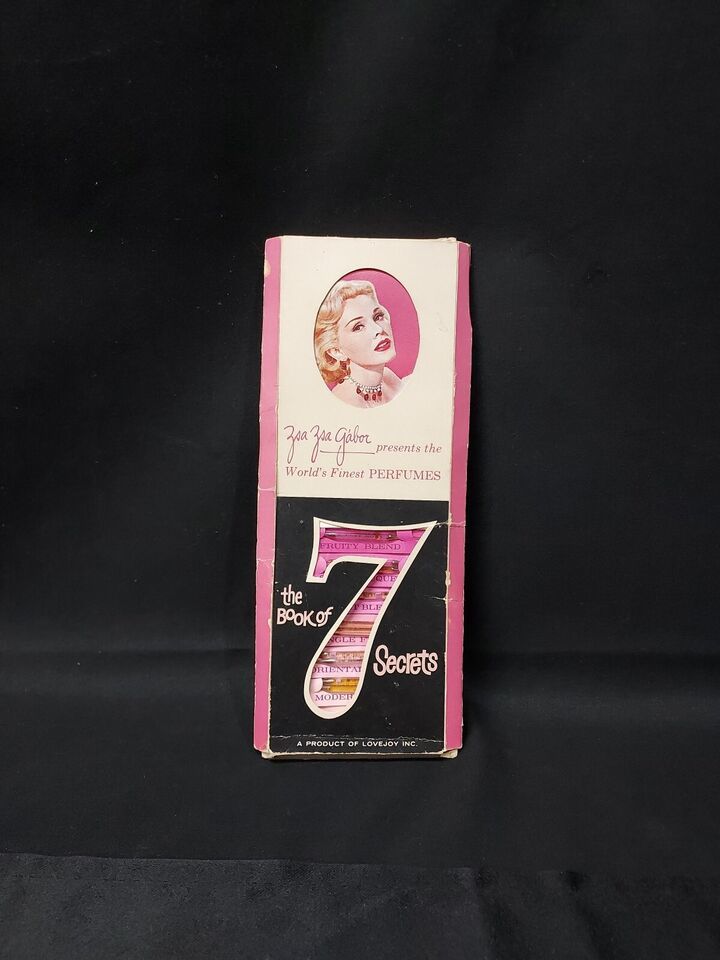 Zsa Zsa Gábor presents the
World's Finest PERFUMES
7
the
BOOK of
Secrets
FRUITY BLEND
ORIENTAL
A PRODUCT OF LOVEJOY INC.